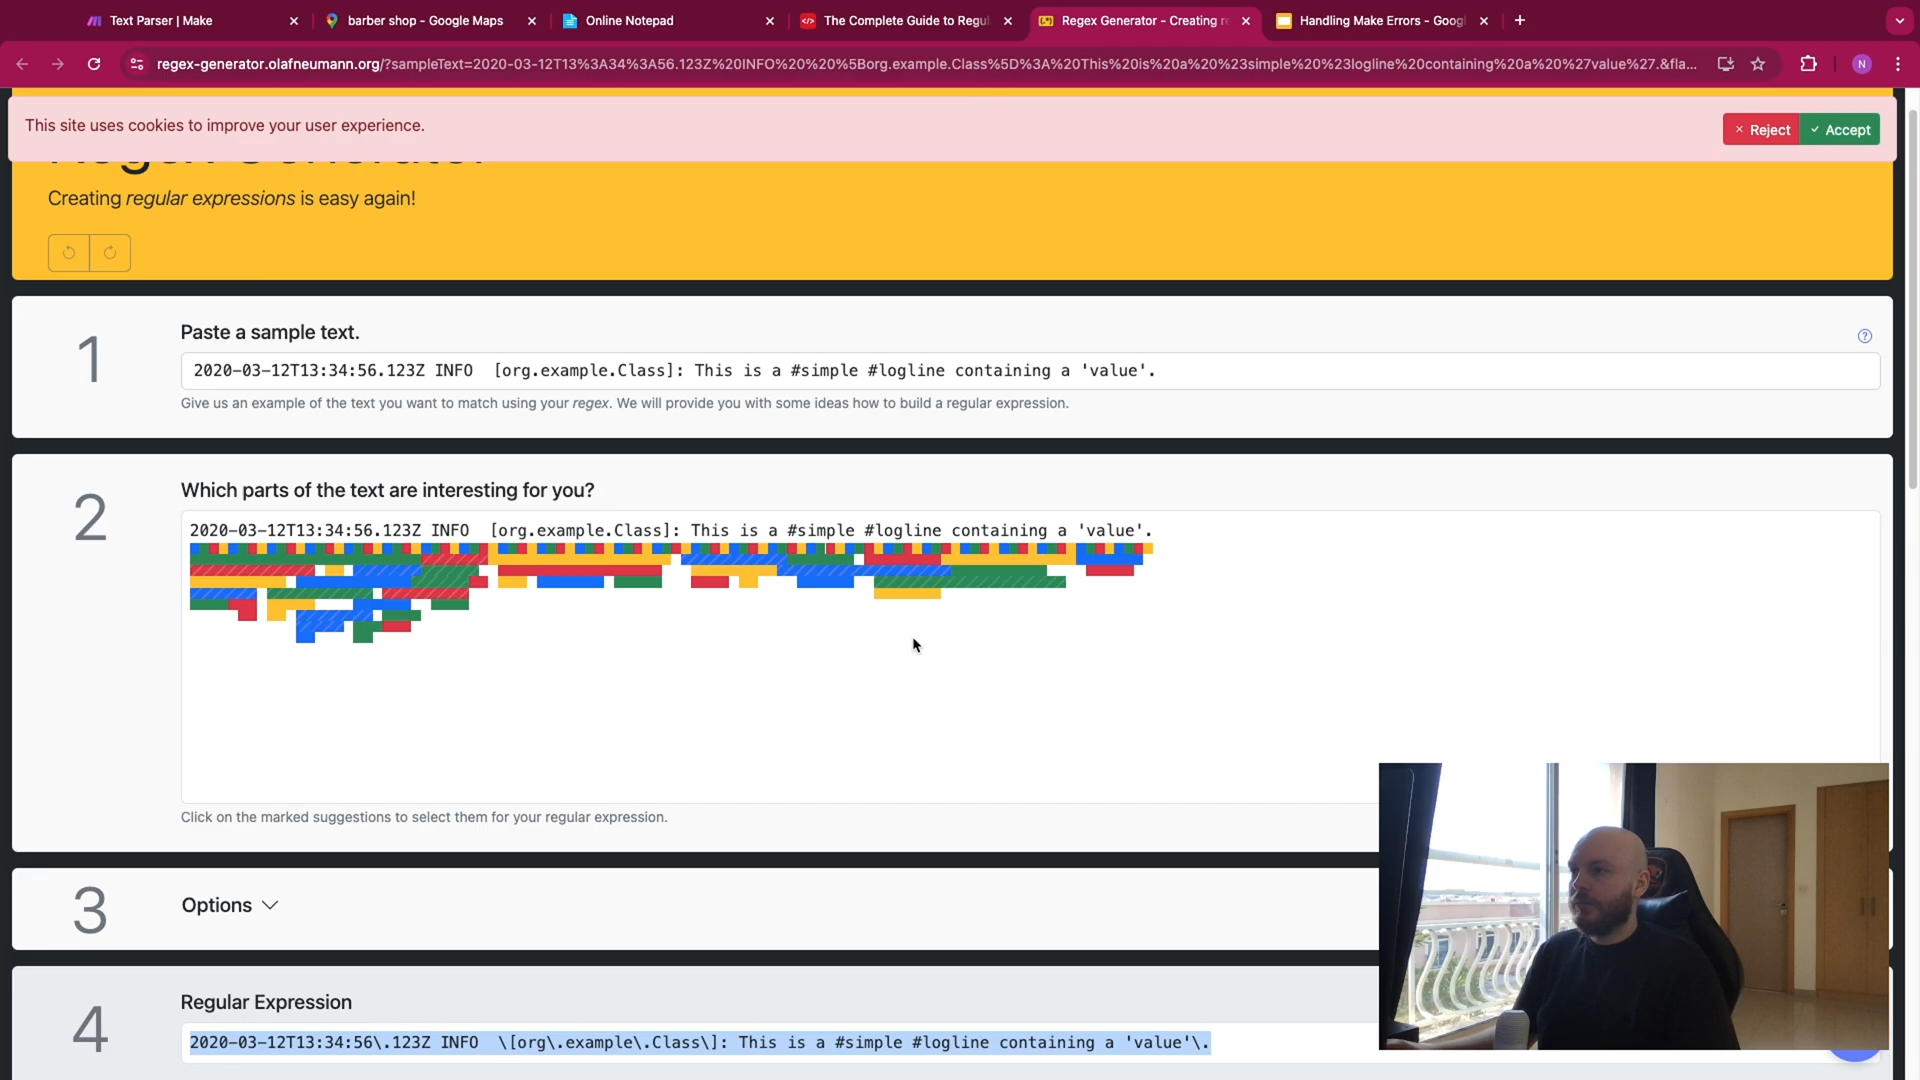 Text Parser | Make
barber shop - Google Maps
Online Notepad
The Complete Guide to Regul
Regex Generator - Creating r
Handling Make Errors - Goog
regex-generator.olafneumann.org/?sampleText=2020-03-12T13%3A34%3A56.123Z%20INFO%20%20%5Borg.example.Class%5D%3A%20This%20is%20a%20%23simple%20%23logline%20containing%20a%20%27value%27.&fla...
N
This site uses cookies to improve your user experience.
Reject
Accept
Regex Generator
Creating regular expressions is easy again!
1
Paste a sample text.
2020-03-12T13:34:56.123Z INFO  [org.example.Class]: This is a #simple #logline containing a 'value'.
Give us an example of the text you want to match using your regex. We will provide you with some ideas how to build a regular expression.
2
Which parts of the text are interesting for you?
2020-03-12T13:34:56.123Z INFO  [org.example.Class]: This is a #simple #logline containing a 'value'.
Click on the marked suggestions to select them for your regular expression.
3
Options
4
Regular Expression
2020-03-12T13:34:56\.123Z INFO  \[org\.example\.Class\]: This is a #simple #logline containing a 'value'\.